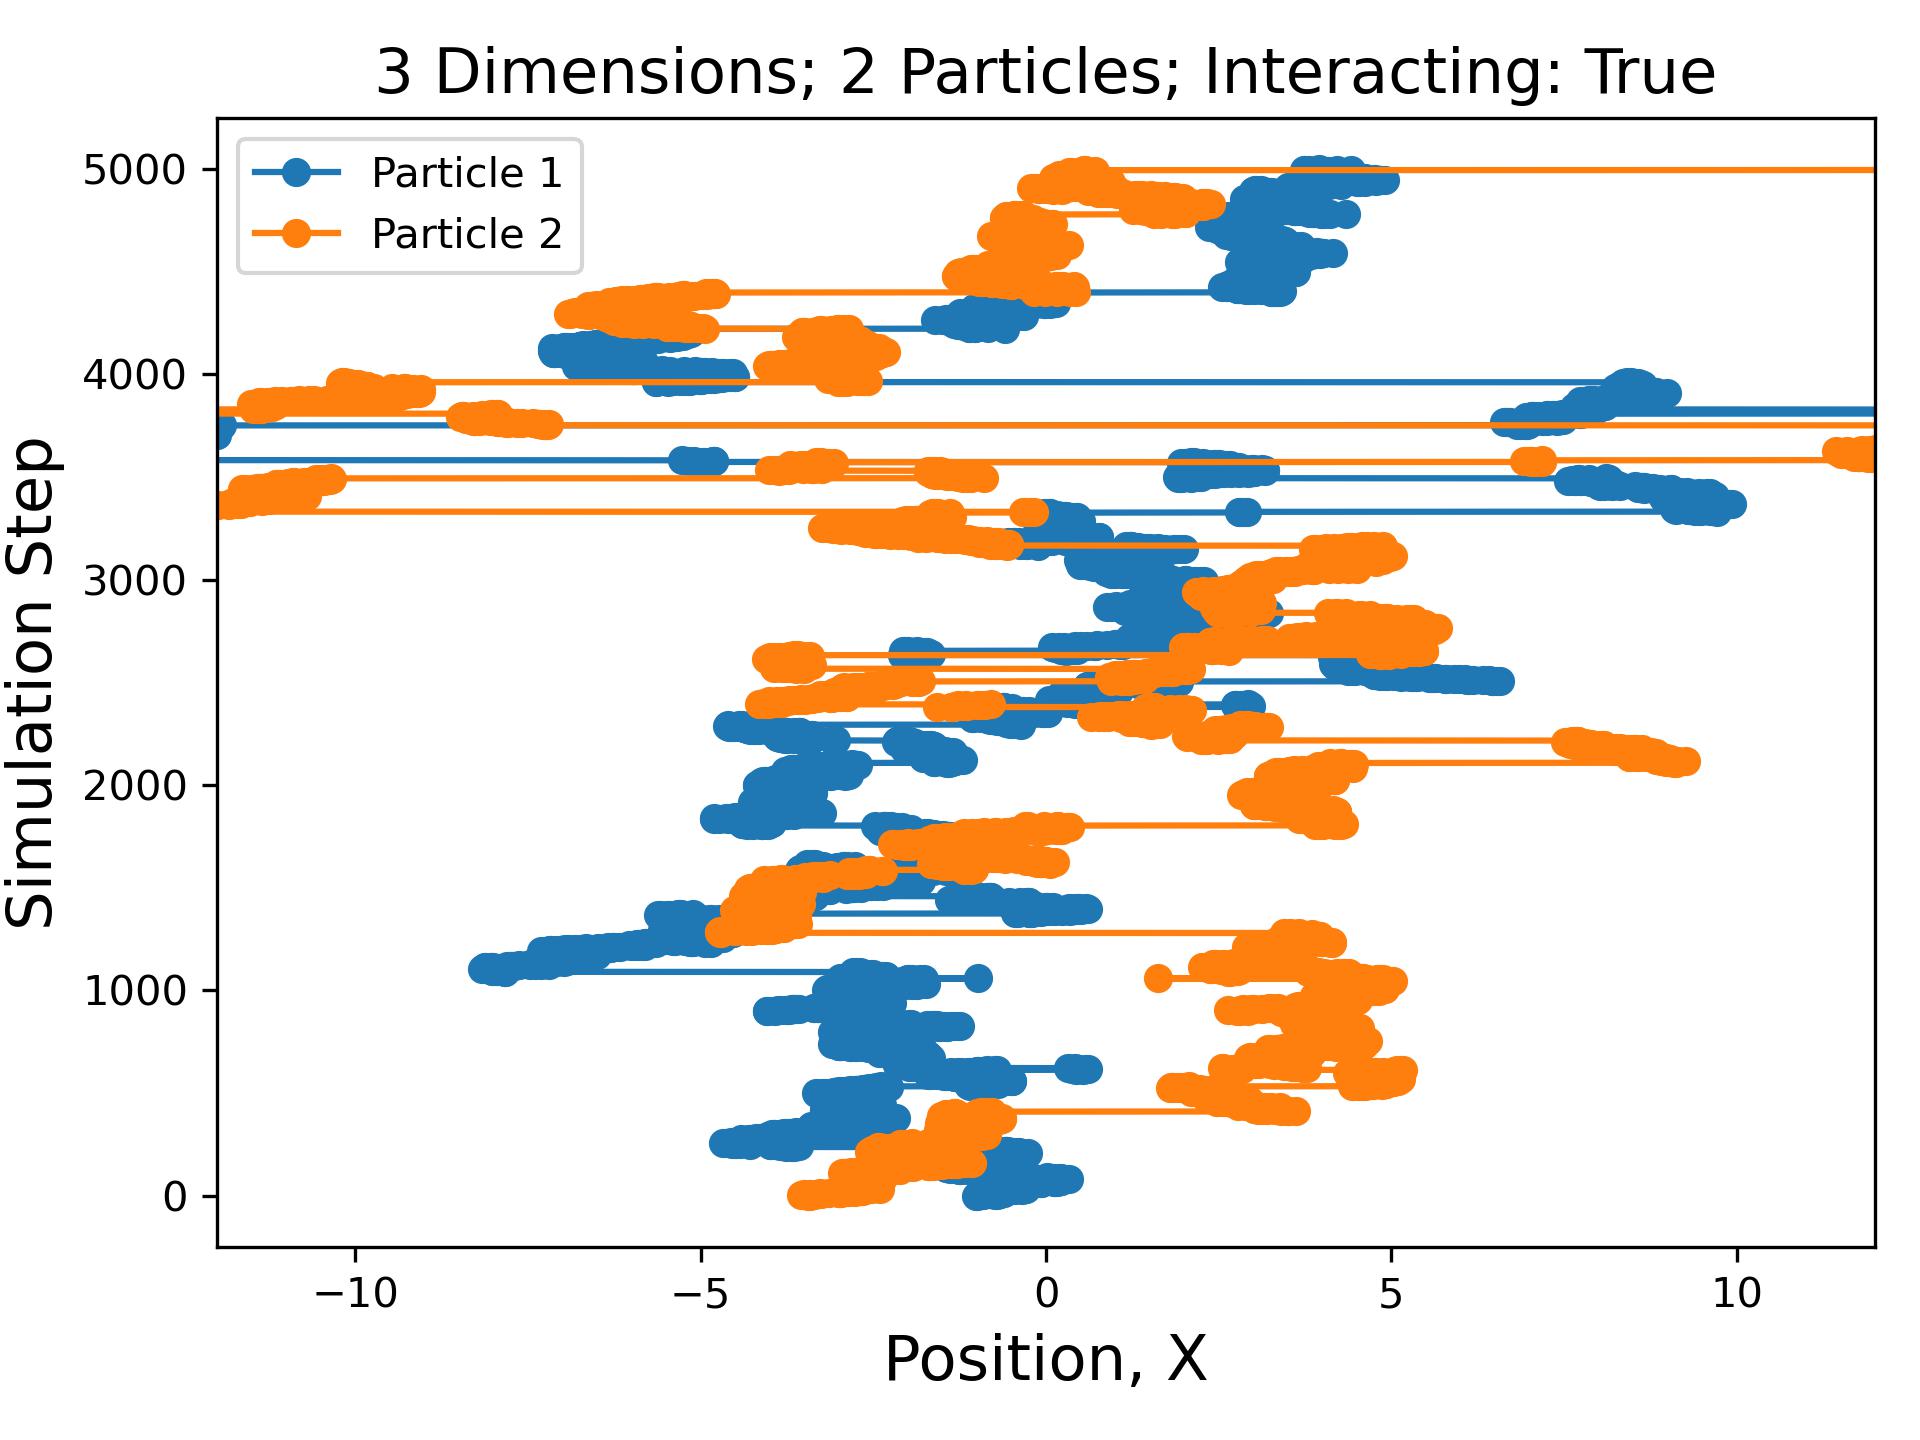 3 Dimensions; 2 Particles; Interacting: True
Particle 1
Particle 2
Simulation Step
5000
4000
3000
2000
1000
0
−10
−5
0
5
10
Position, X